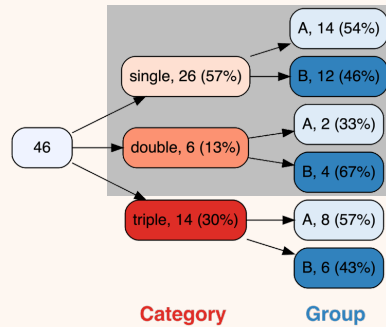 A, 14 (54%)
single, 26 (57%)
B, 12 (46%)
A, 2 (33%)
46
double, 6 (13%)
B, 4 (67%)
triple, 14 (30%)
A, 8 (57%)
B, 6 (43%)
Category
Group